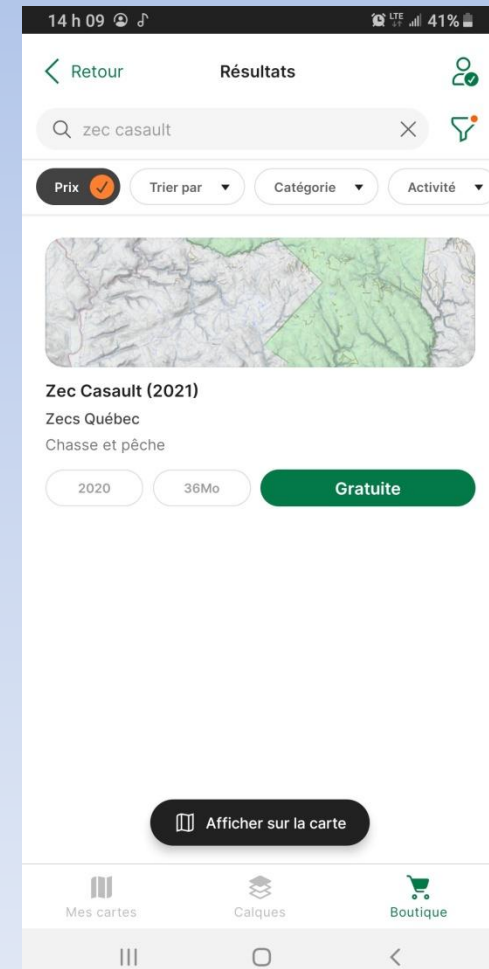 14 h 09 LTE 41%
Retour Résultats
zec casault
Prix Trier par Catégorie Activité
Zec Casault (2021)
Zecs Québec
Chasse et pêche
2020 36Mo Gratuite
Afficher sur la carte
Mes cartes Calques Boutique